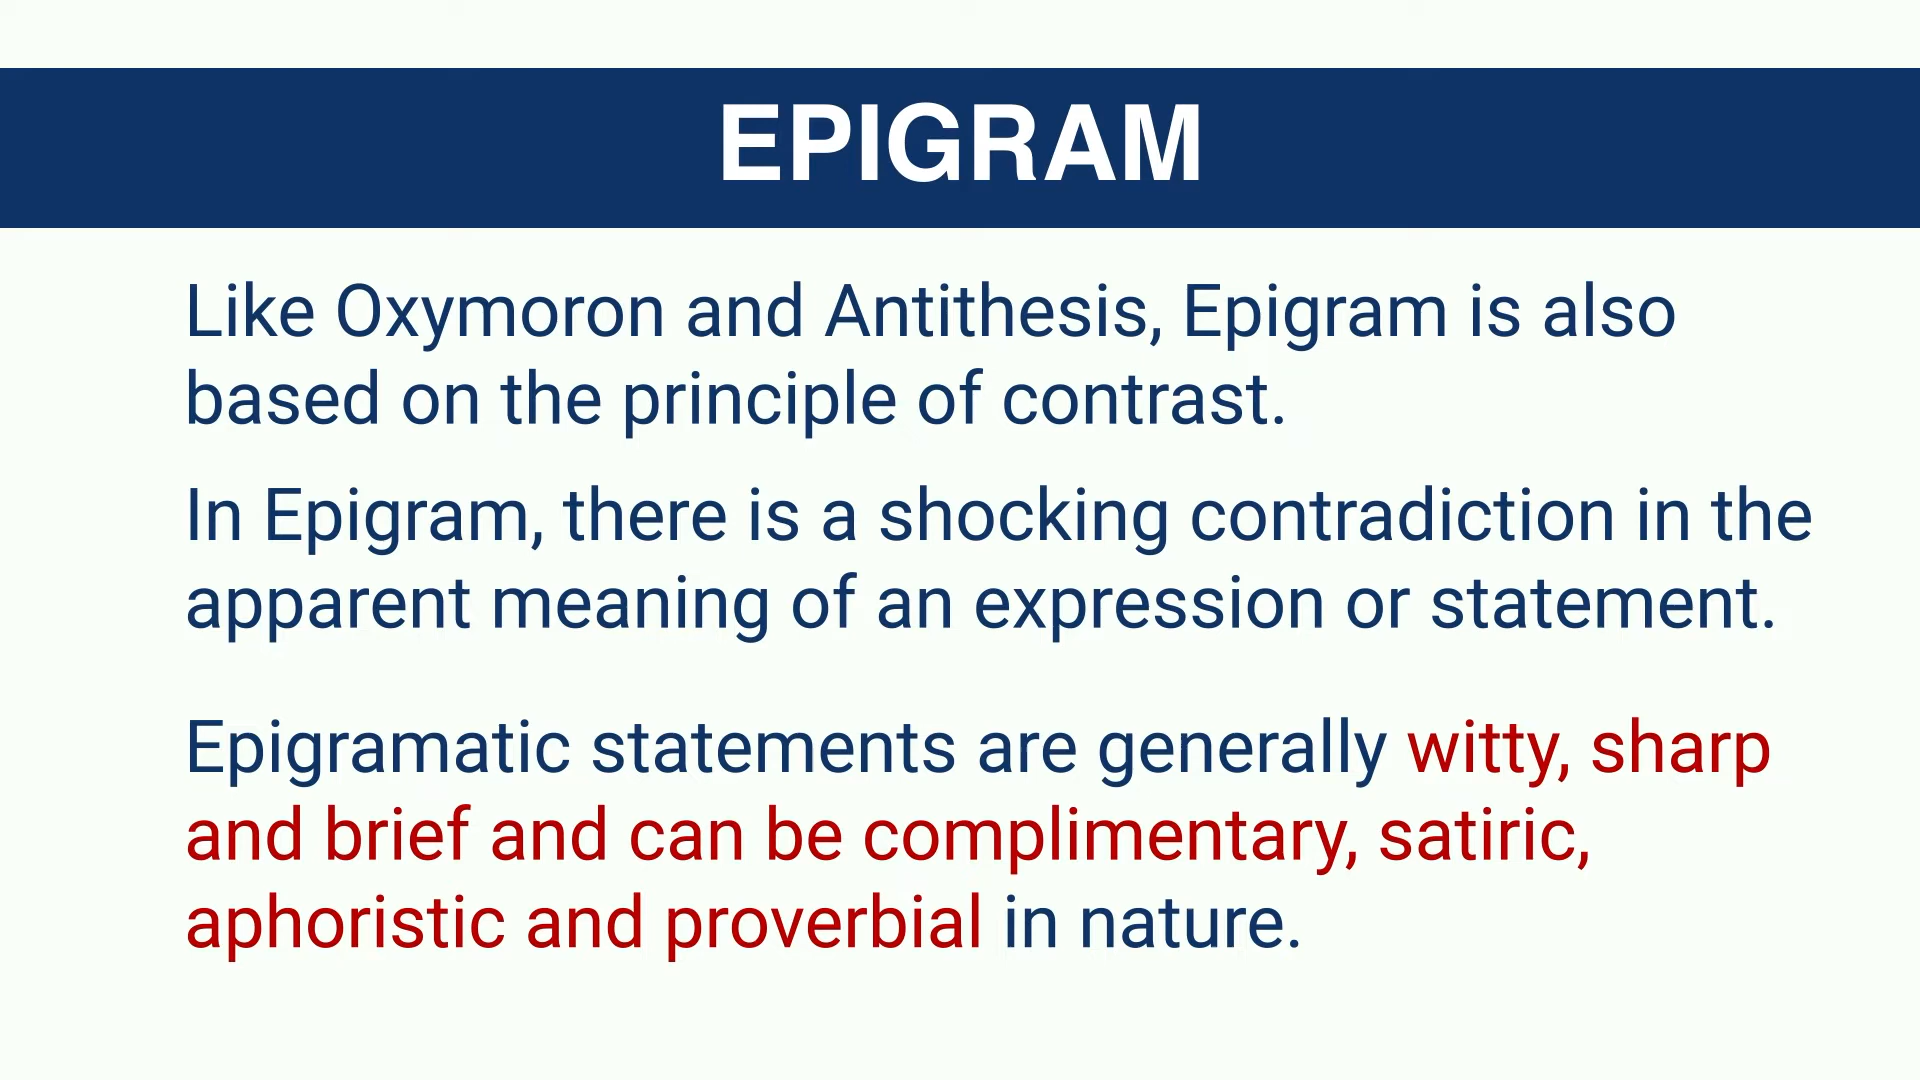 EPIGRAM
Like Oxymoron and Antithesis, Epigram is also
based on the principle of contrast.
In Epigram, there is a shocking contradiction in the
apparent meaning of an expression or statement.
Epigramatic statements are generally witty, sharp
and brief and can be complimentary, satiric,
aphoristic and proverbial in nature.